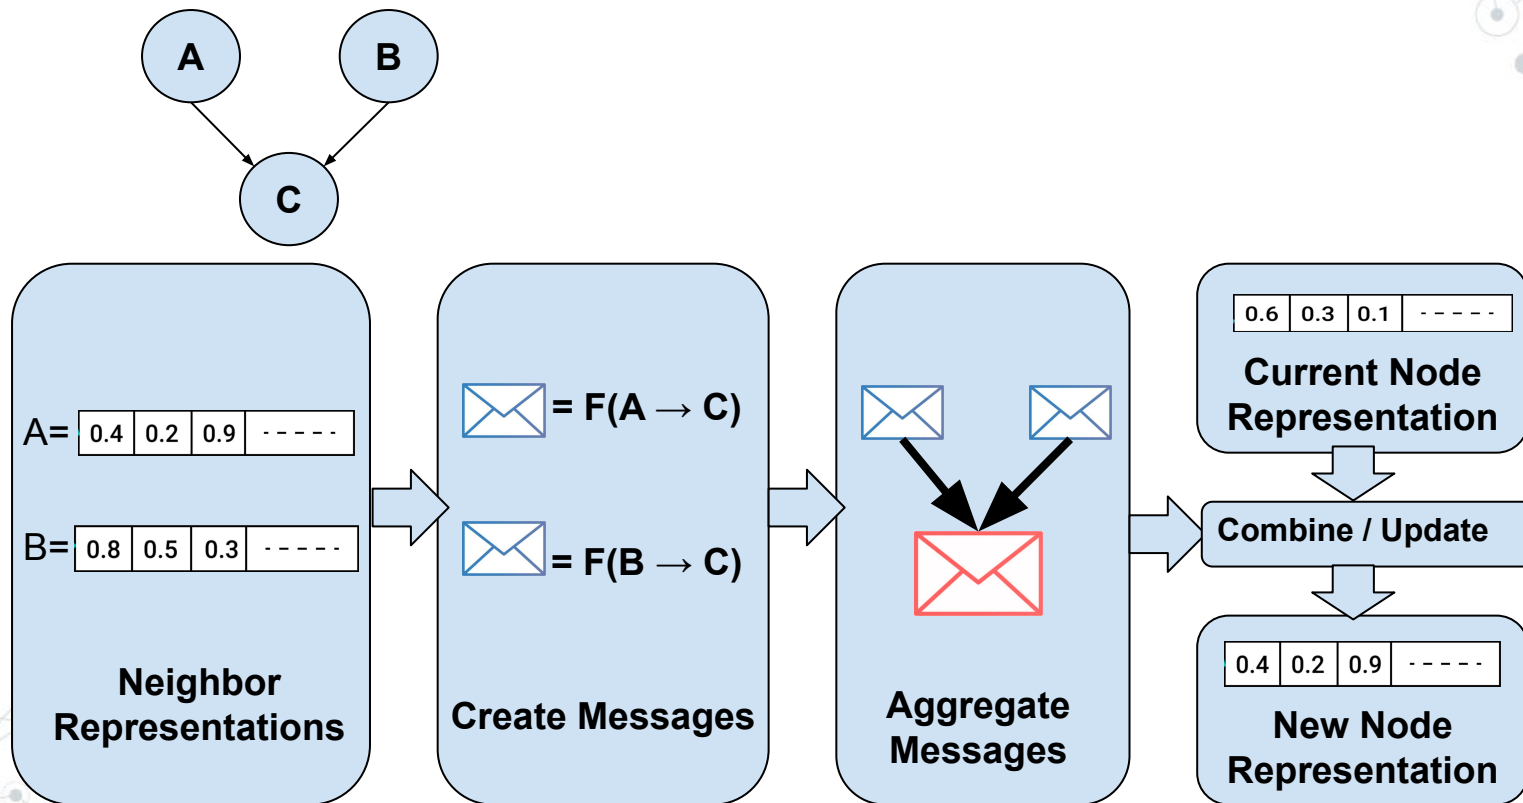 A
B
C
A= 0.4 0.2 0.9 - - - - -
B= 0.8 0.5 0.3 - - - - -
Neighbor
Representations
= F(A → C)
= F(B → C)
Create Messages
Aggregate
Messages
0.6 0.3 0.1 - - - - -
Current Node
Representation
Combine / Update
0.4 0.2 0.9 - - - - -
New Node
Representation